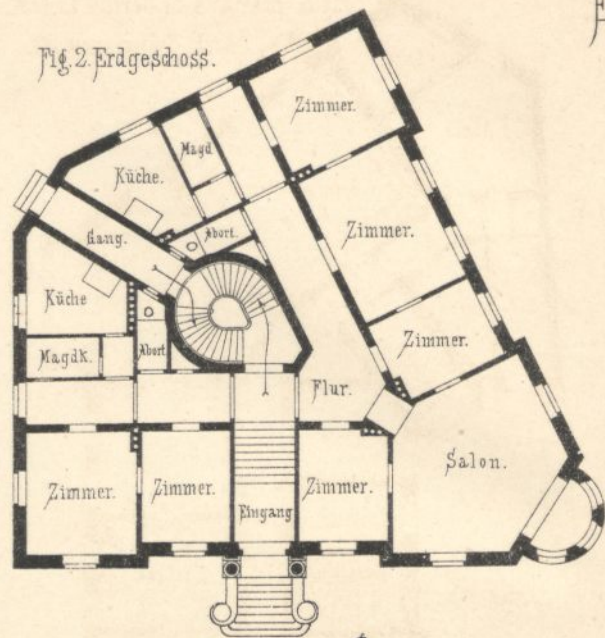 Fig. 2. Erdgeschoss.
Zimmer.
Magd.
Küche.
Zimmer.
Abort.
Gang.
Küche
Zimmer.
Abort.
Magdk.
Flur.
Salon.
Zimmer.
Zimmer.
Eingang
Zimmer.